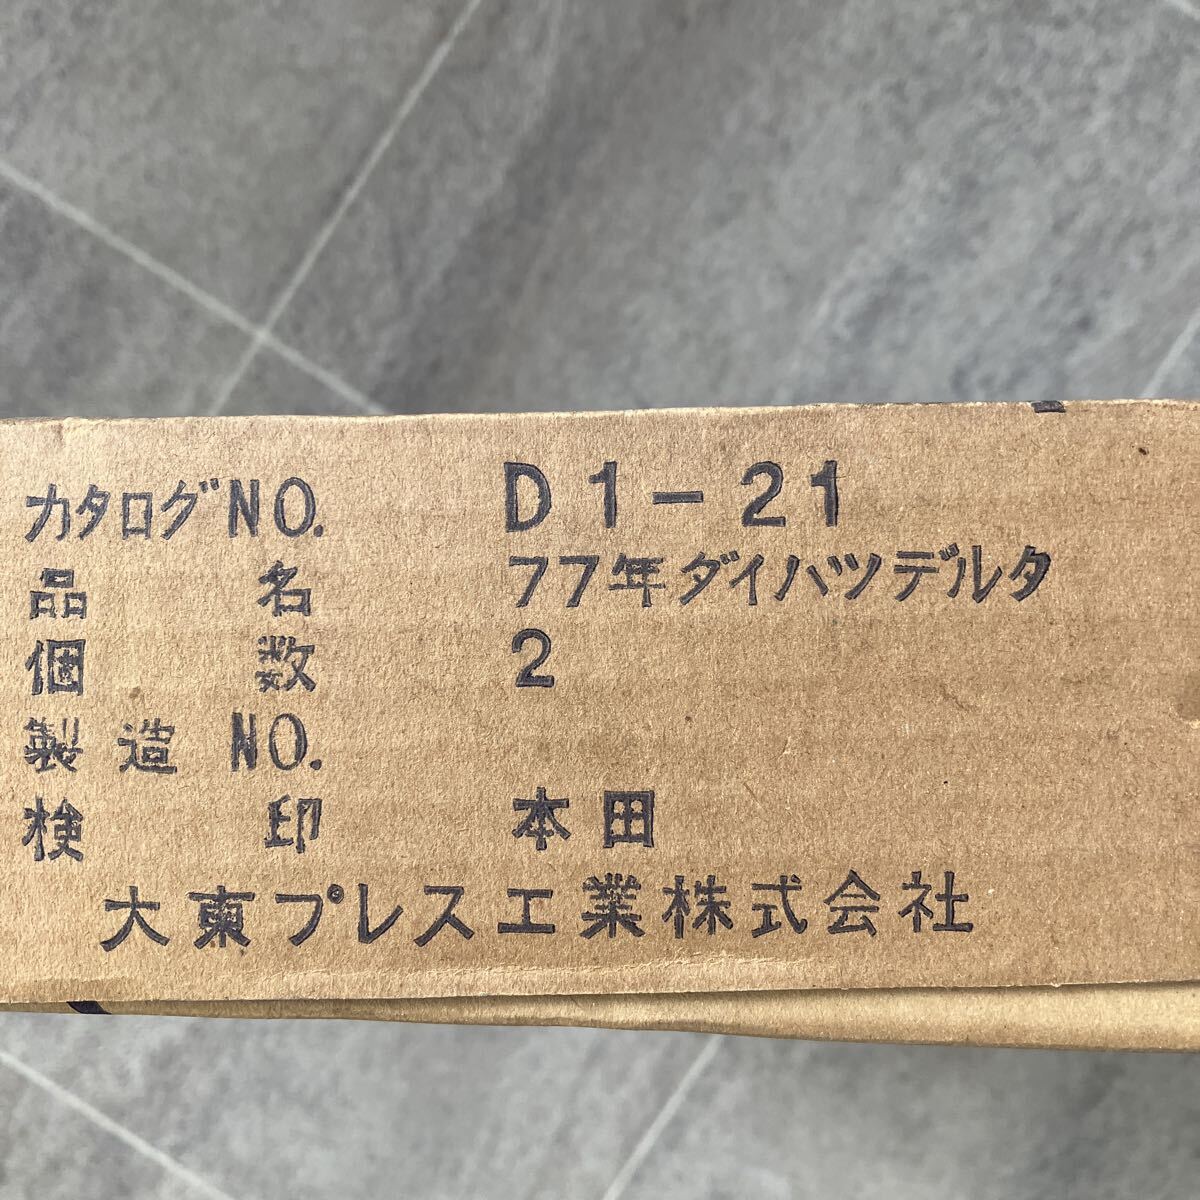 カタログNO. D1-21
品名 77年ダイハツデルタ
個数 2
製造NO.
検印 本田
大東プレス工業株式会社